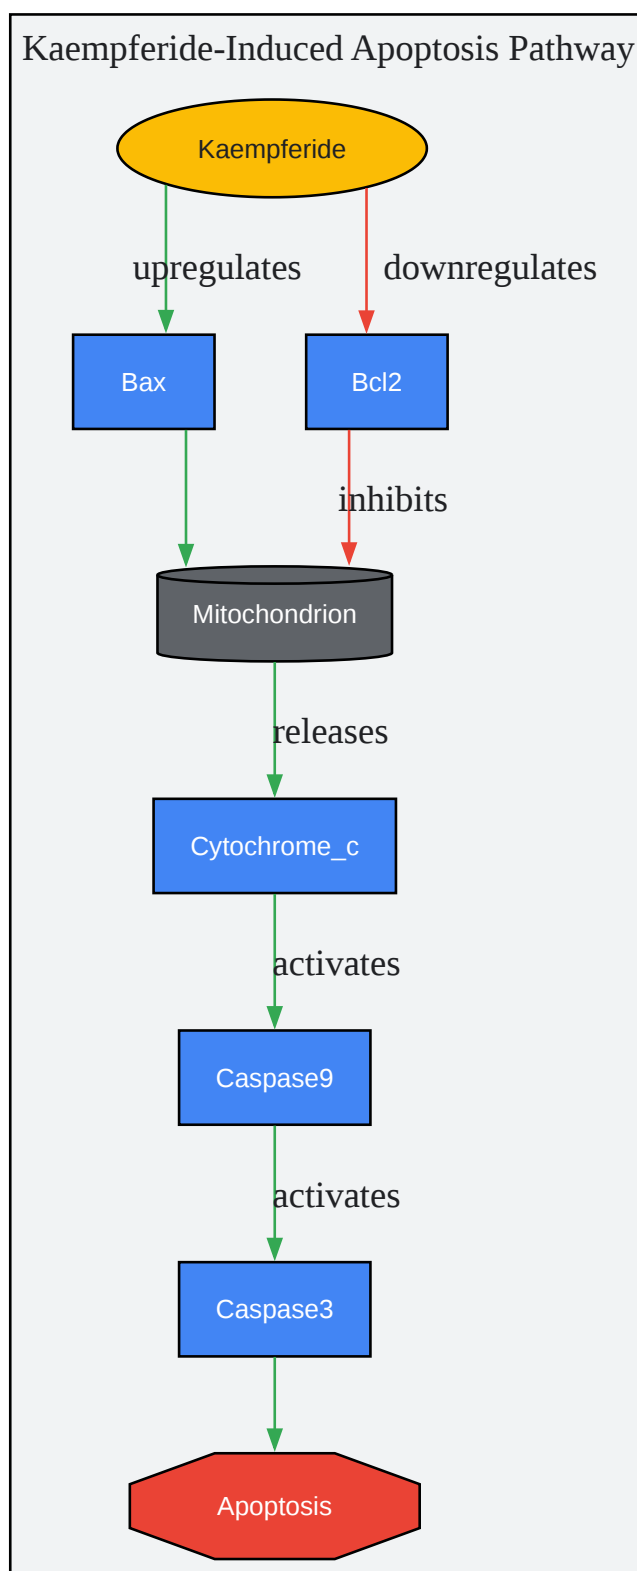 Kaempferide-Induced Apoptosis Pathway
Kaempferide
upregulates
downregulates
Bax
Bcl2
inhibits
Mitochondrion
releases
Cytochrome_c
activates
Caspase9
activates
Caspase3
Apoptosis